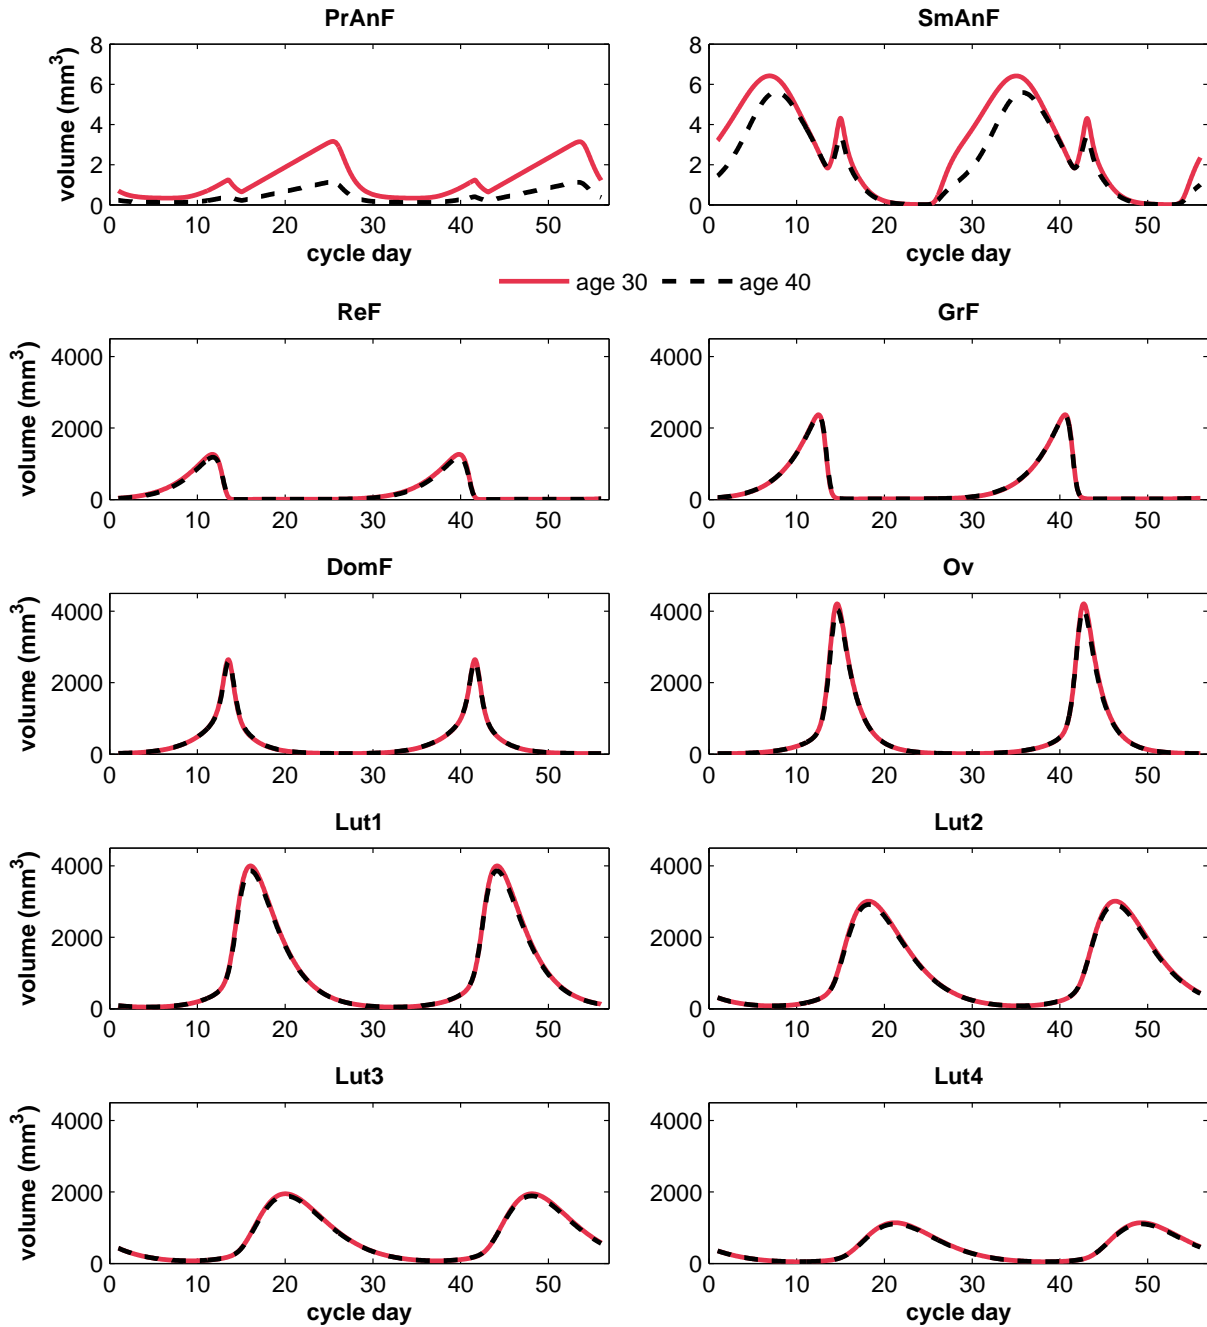 PrAnF SmAnF
volume (mm³)
8 8
6 6
4 4
2 2
0 0
0 10 20 30 40 50 0 10 20 30 40 50
cycle day cycle day
age 30 age 40
ReF GrF
volume (mm³)
4000 4000
2000 2000
0 0
0 10 20 30 40 50 0 10 20 30 40 50
DomF Ov
volume (mm³)
4000 4000
2000 2000
0 0
0 10 20 30 40 50 0 10 20 30 40 50
Lut1 Lut2
volume (mm³)
4000 4000
2000 2000
0 0
0 10 20 30 40 50 0 10 20 30 40 50
Lut3 Lut4
volume (mm³)
4000 4000
2000 2000
0 0
0 10 20 30 40 50 0 10 20 30 40 50
cycle day cycle day